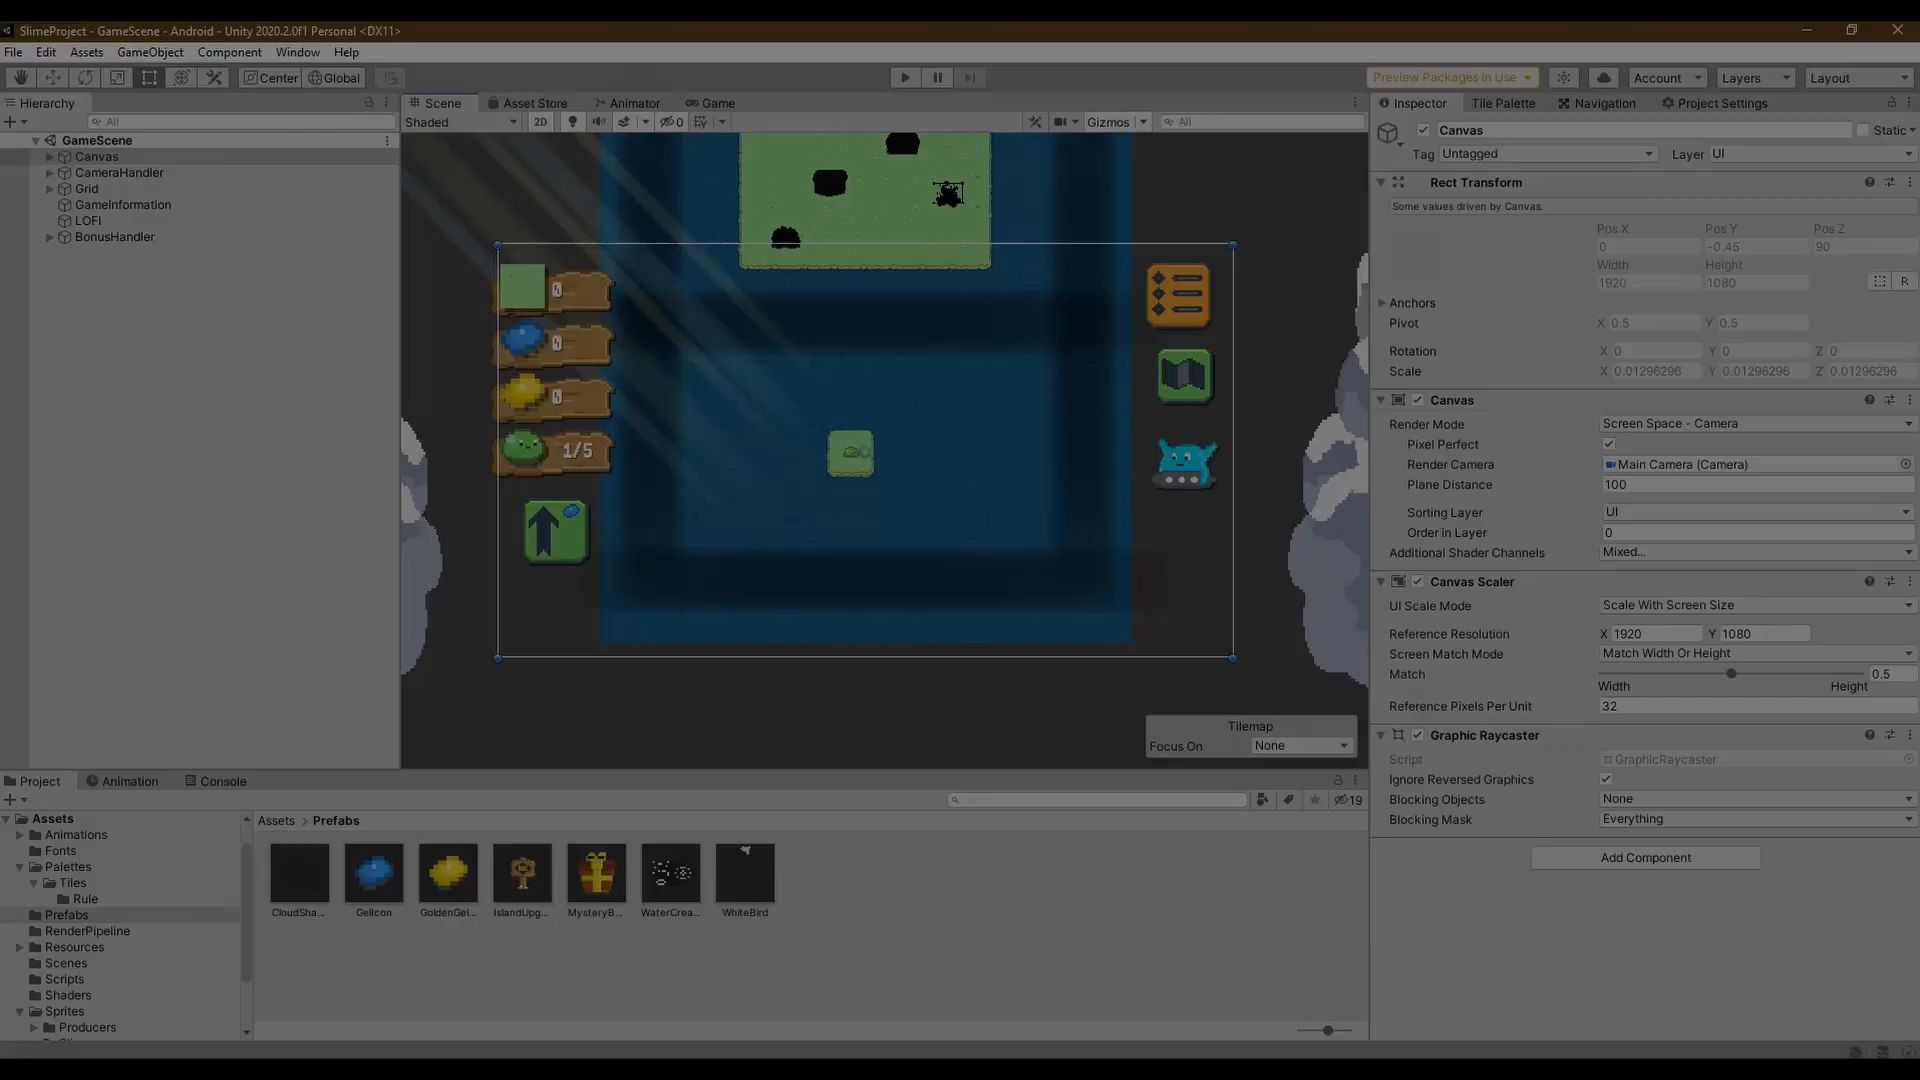 SlimeProject - GameScene - Android - Unity 2020.2.0f1 Personal <DX11>
File Edit Assets GameObject Component Window Help
Center Global
Preview Packages in Use
Account
Layers
Layout
Hierarchy
All
GameScene
Canvas
CameraHandler
Grid
GameInformation
LOFI
BonusHandler
Scene Asset Store Animator Game
Shaded 2D 0 Gizmos All
0
0
0
1/5
Tilemap
Focus On None
Inspector Tile Palette Navigation Project Settings
Canvas Static
Tag Untagged Layer UI
Rect Transform
Some values driven by Canvas.
Pos X Pos Y Pos Z
0 -0.45 90
Width Height
1920 1080
R
Anchors
Pivot X 0.5 Y 0.5
Rotation X 0 Y 0 Z 0
Scale X 0.01296296 Y 0.01296296 Z 0.01296296
Canvas
Render Mode Screen Space - Camera
Pixel Perfect
Render Camera Main Camera (Camera)
Plane Distance 100
Sorting Layer UI
Order in Layer 0
Additional Shader Channels Mixed...
Canvas Scaler
UI Scale Mode Scale With Screen Size
Reference Resolution X 1920 Y 1080
Screen Match Mode Match Width Or Height
Match 0.5
Width Height
Reference Pixels Per Unit 32
Graphic Raycaster
Script GraphicRaycaster
Ignore Reversed Graphics
Blocking Objects None
Blocking Mask Everything
Add Component
Project Animation Console
19
Assets
Animations
Fonts
Palettes
Tiles
Rule
Prefabs
RenderPipeline
Resources
Scenes
Scripts
Shaders
Sprites
Producers
Assets > Prefabs
CloudSha... GelIcon GoldenGel... IslandUpg... MysteryB... WaterCrea... WhiteBird